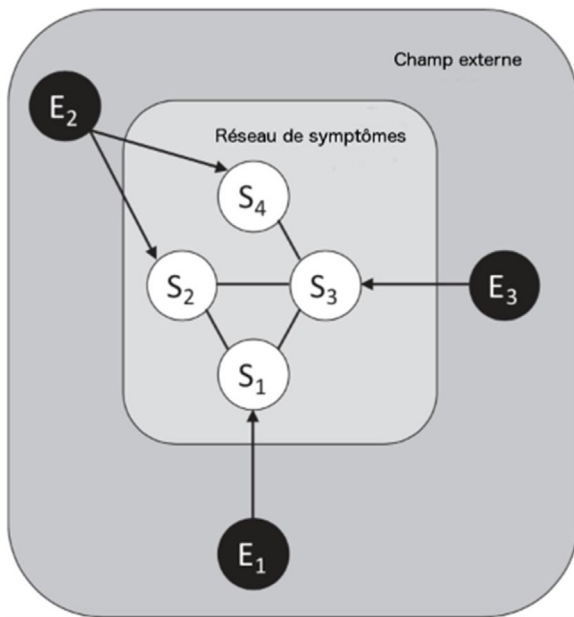 Champ externe
E₂
Réseau de symptômes
S₄
S₂
S₃
E₃
S₁
E₁